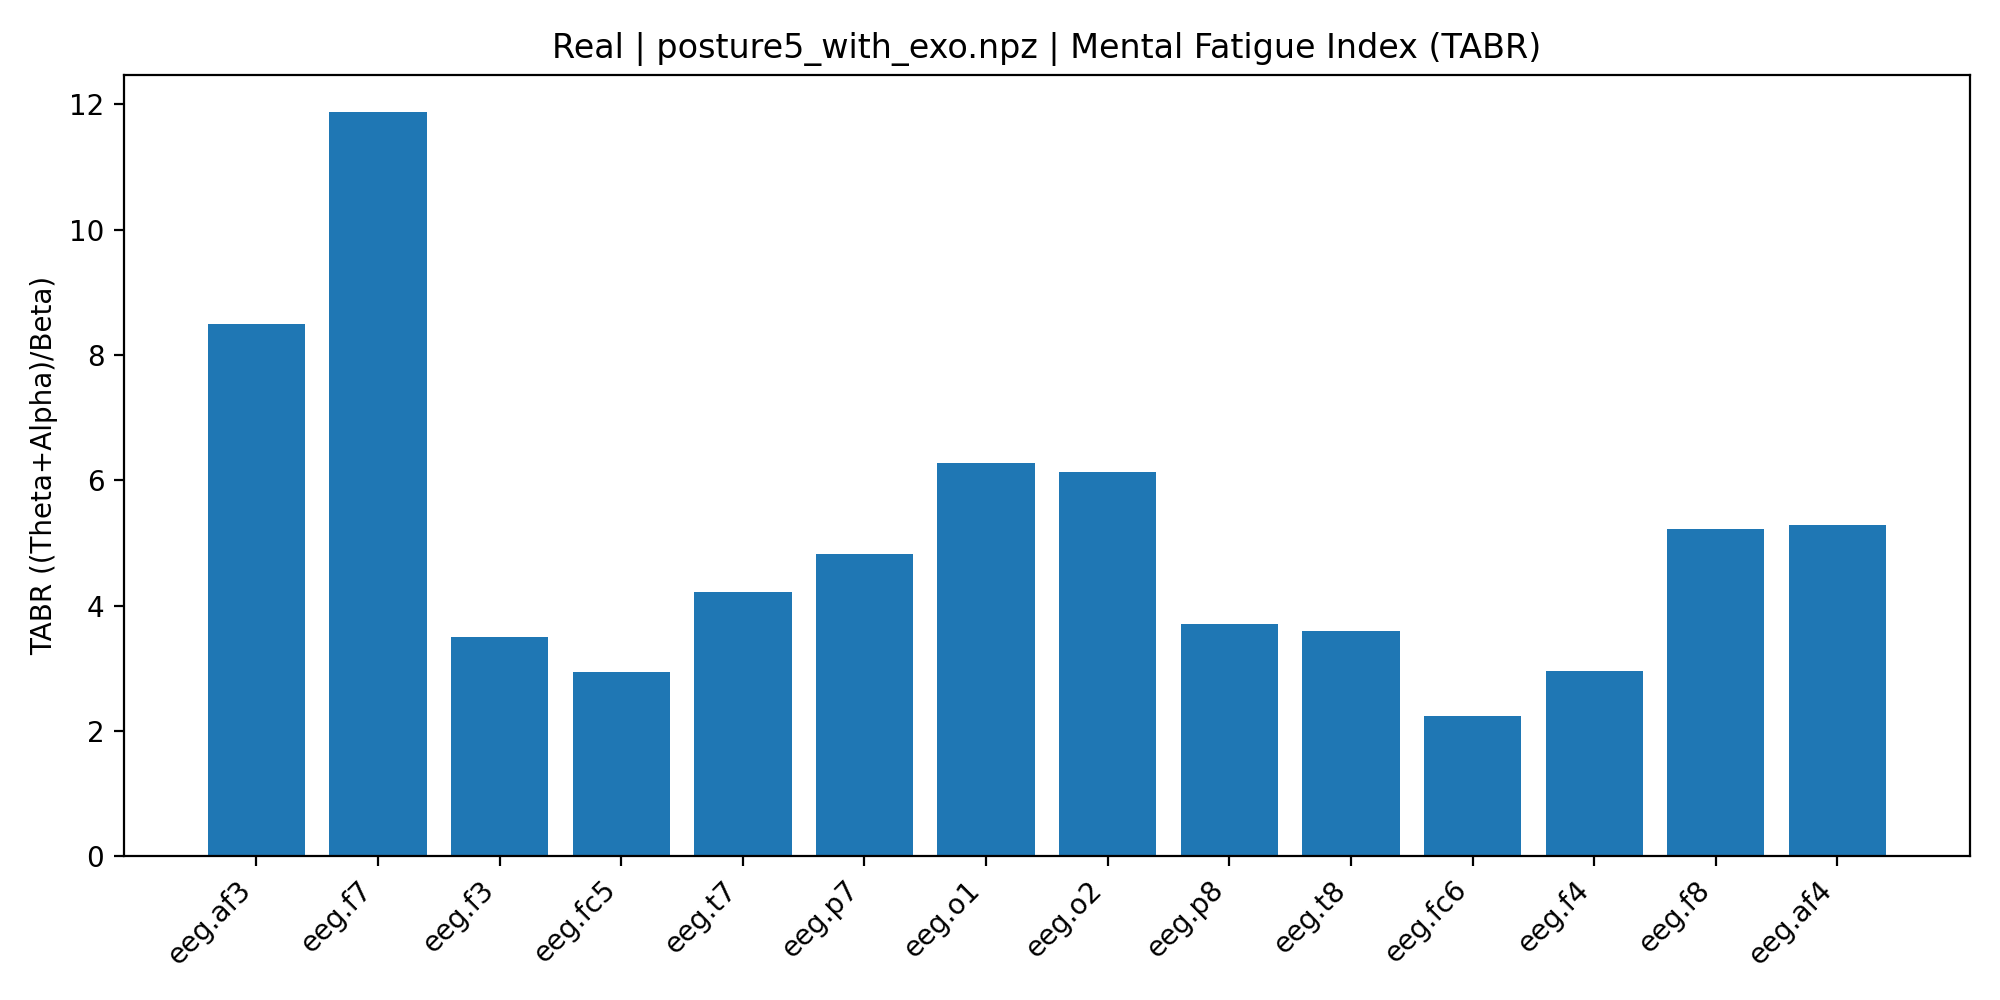 Real | posture5_with_exo.npz | Mental Fatigue Index (TABR)
TABR ((Theta+Alpha)/Beta)
12
10
8
6
4
2
0
eeg.af3
eeg.f7
eeg.f3
eeg.fc5
eeg.t7
eeg.p7
eeg.o1
eeg.o2
eeg.p8
eeg.t8
eeg.fc6
eeg.f4
eeg.f8
eeg.af4